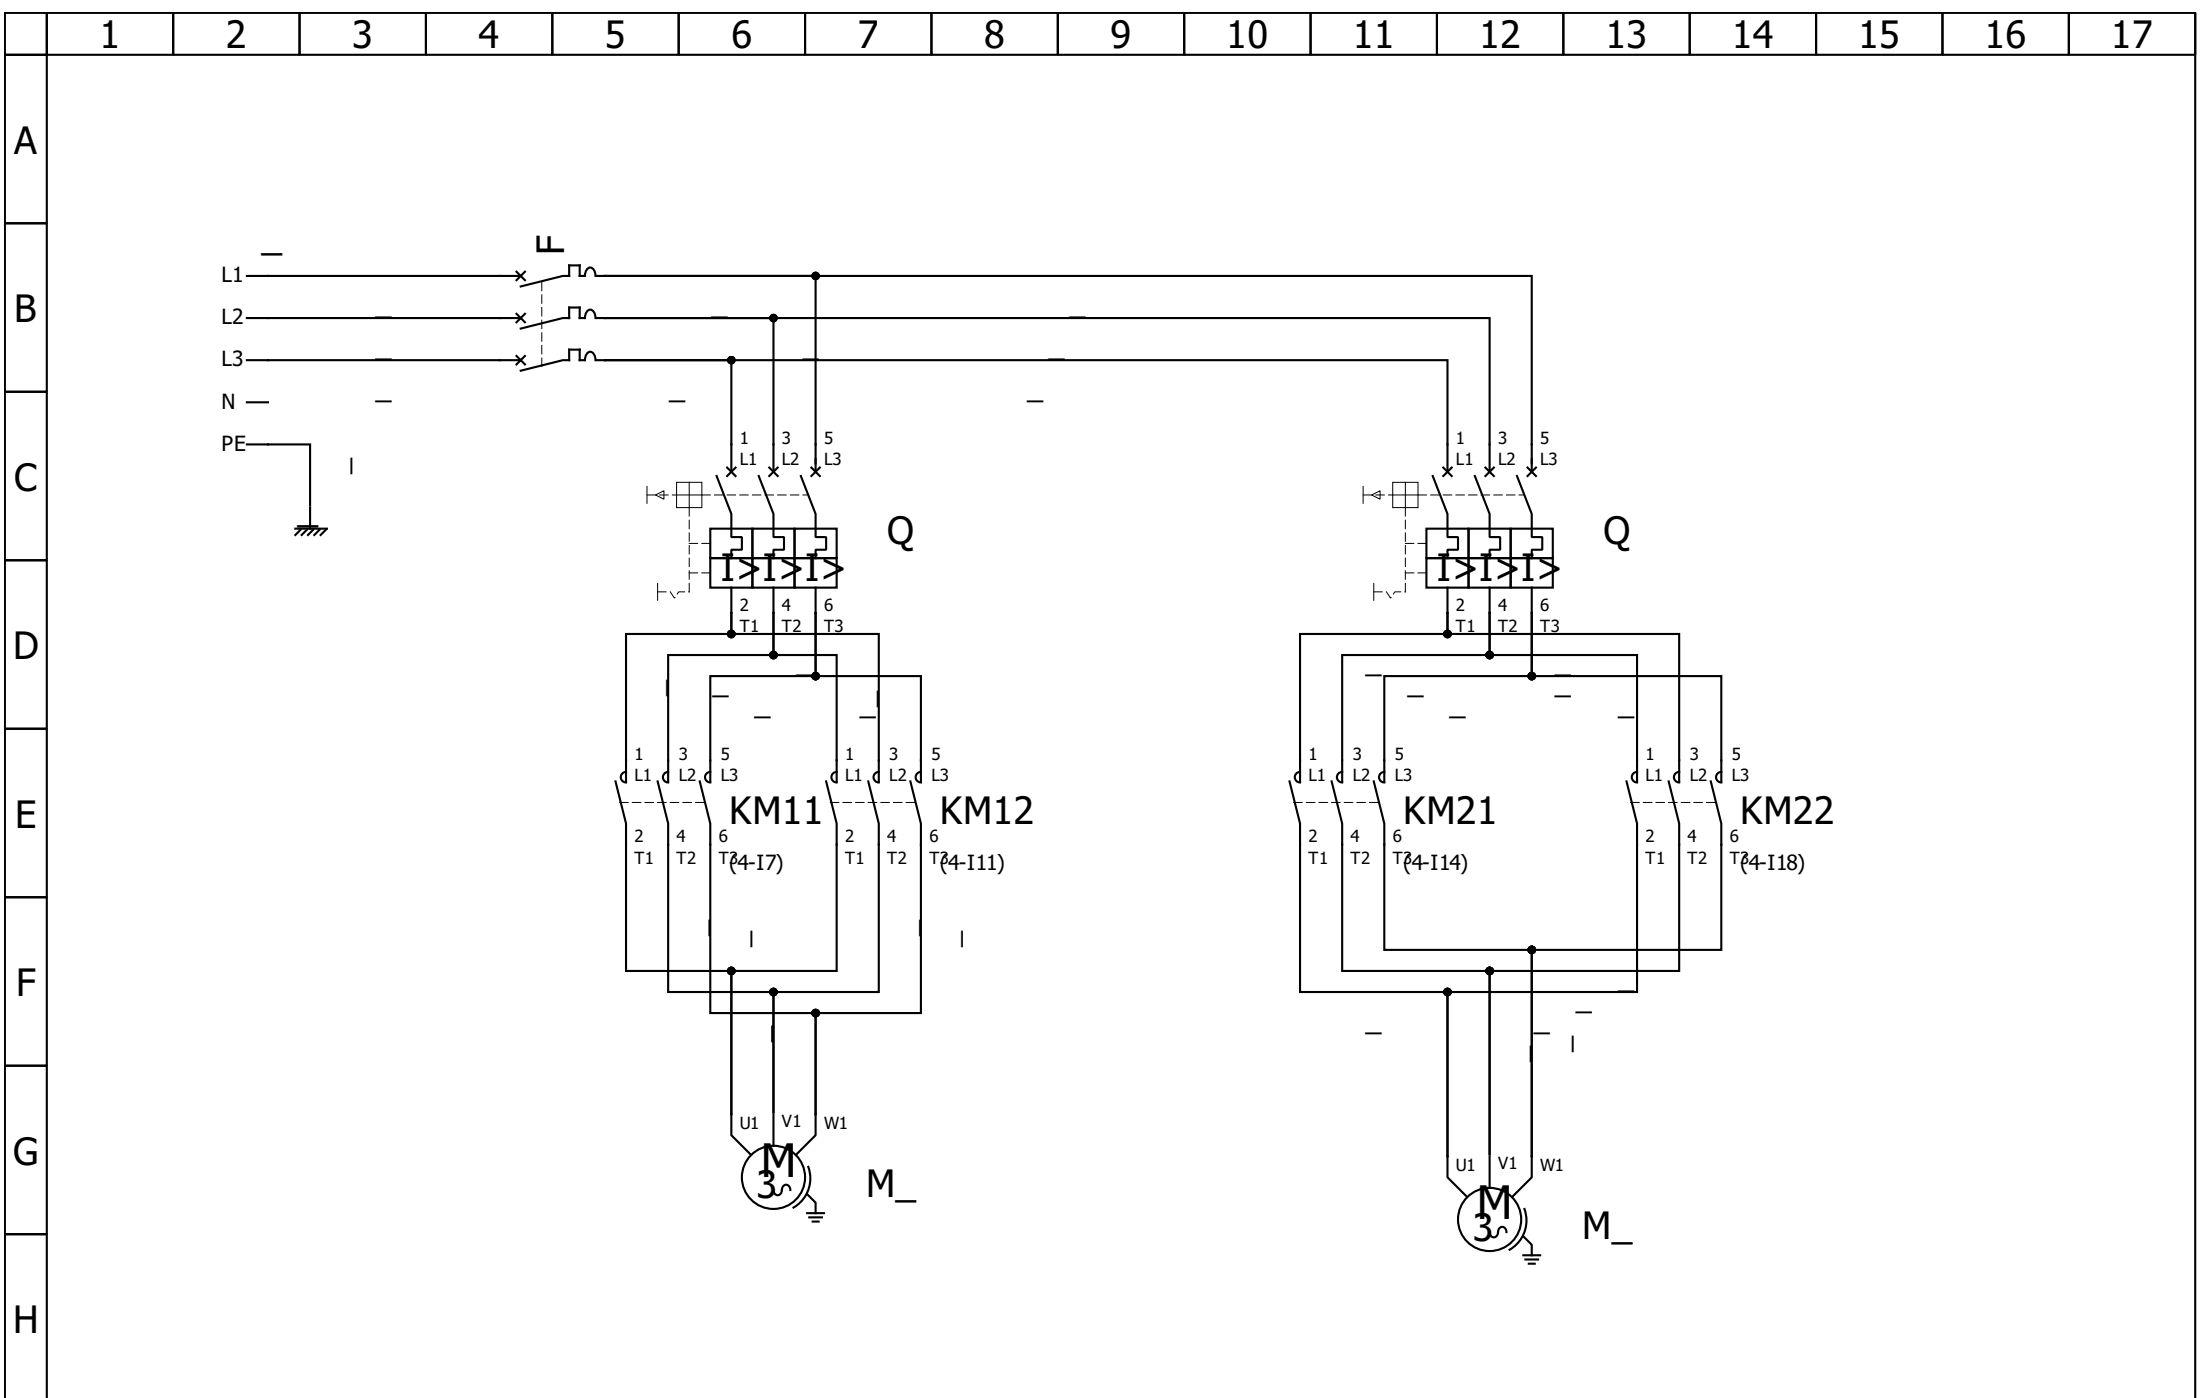 1 2 3 4 5 6 7 8 9 10 11 12 13 14 15 16 17
A
F
L1
B
L2
L3
N
PE
1 3 5 1 3 5
L1 L2 L3 L1 L2 L3
C
Q Q
I> I> I> I> I> I>
2 4 6 2 4 6
T1 T2 T3 T1 T2 T3
D
1 3 5 1 3 5 1 3 5 1 3 5
L1 L2 L3 L1 L2 L3 L1 L2 L3 L1 L2 L3
E
KM11 KM12 KM21 KM22
2 4 6 2 4 6 2 4 6 2 4 6
T1 T2 T3 T1 T2 T3 T1 T2 T3 T1 T2 T3
(4-I7) (4-I11) (4-I14) (4-I18)
F
U1 V1 W1
G
M
3
M_
U1 V1 W1
M
3
M_
H